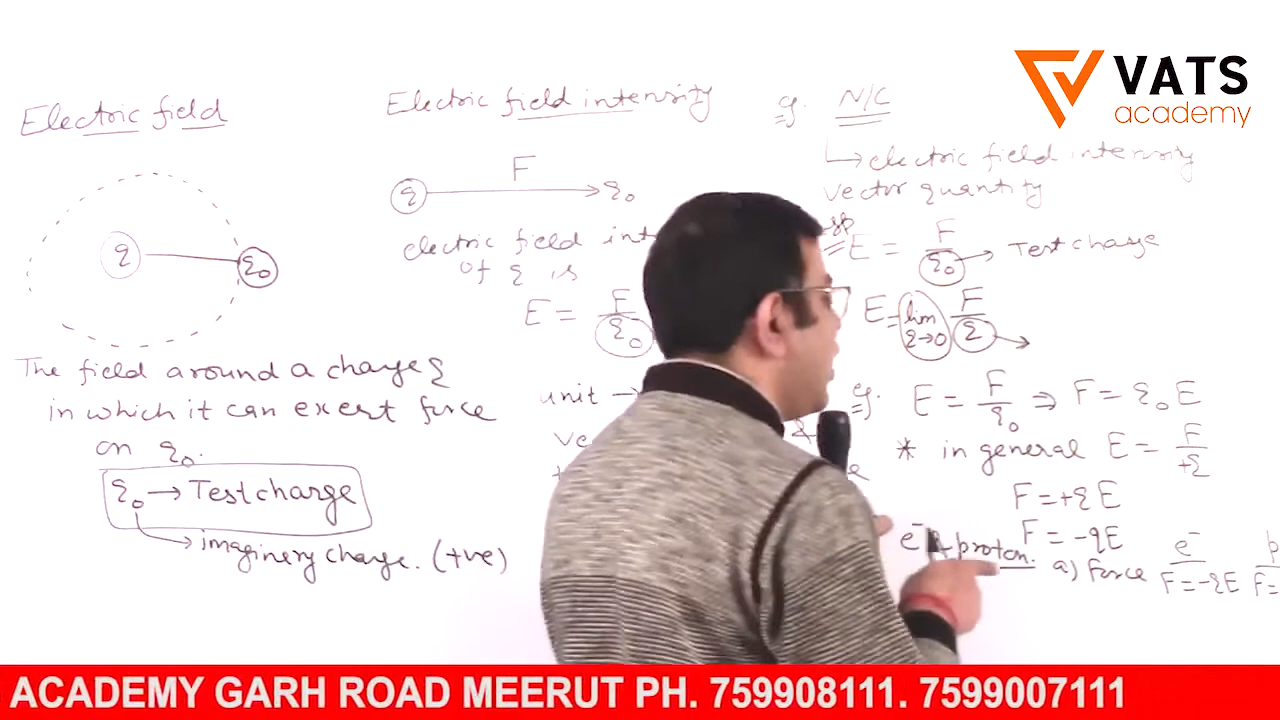 VATS
academy
Electric field
q
q₀
The field around a charge q
in which it can exert force
on q₀.
q₀ → Test charge
→ imaginery charge. (+ve)
Electric field intensity
F
q → q₀
electric field int
of q is
E = F/q₀
unit →
eg. N/C
→ electric field intensity
vector quantity
E = F/q₀ → Test charge
E = lim q→0 F/q →
eg. E = F/q₀ ⇒ F = q₀E
* in general E = F/+q
F = +qE
F = -qE
e⁻ & proton.
a) Force
e⁻
F = -qE
p
F =
ACADEMY GARH ROAD MEERUT PH. 759908111. 7599007111